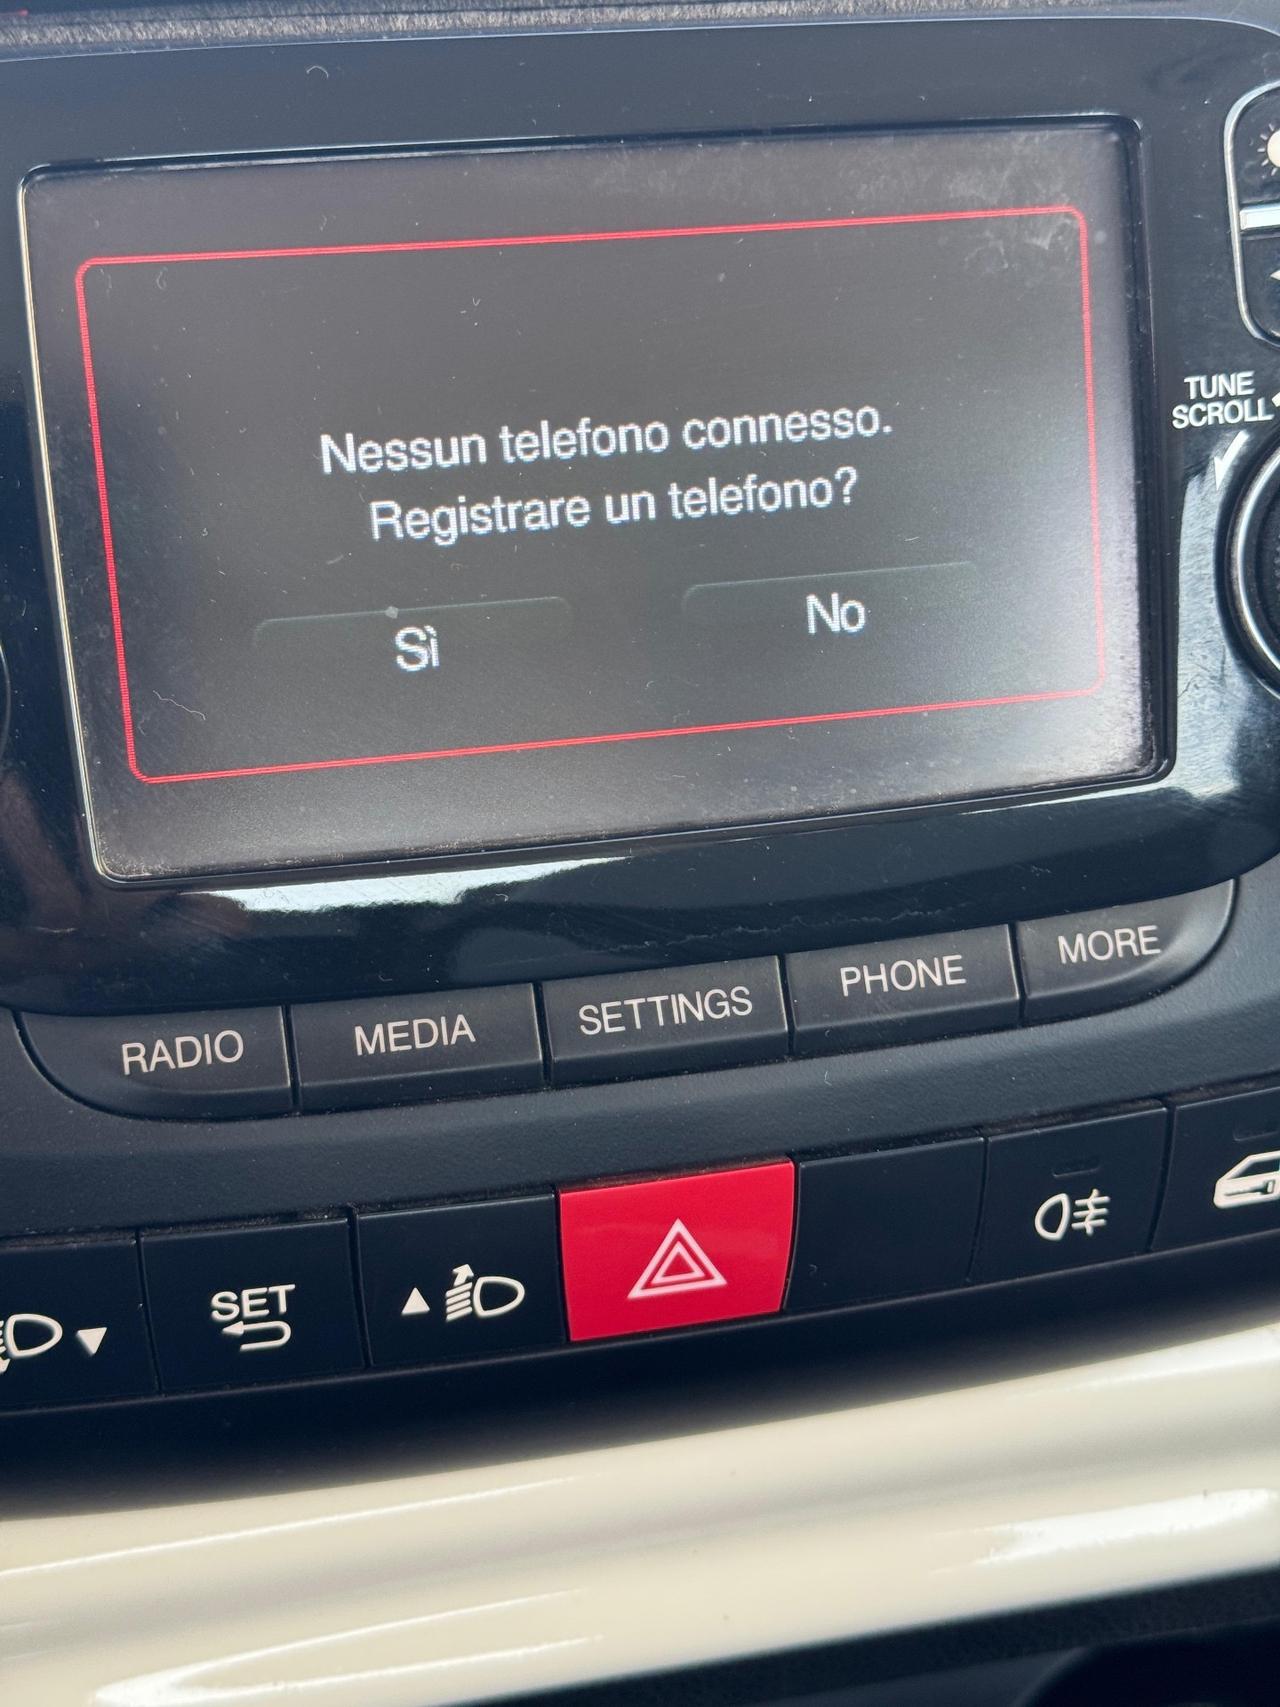 TUNE
SCROLL
Nessun telefono connesso.
Registrare un telefono?
Sì
No
RADIO
MEDIA
SETTINGS
PHONE
MORE
SET